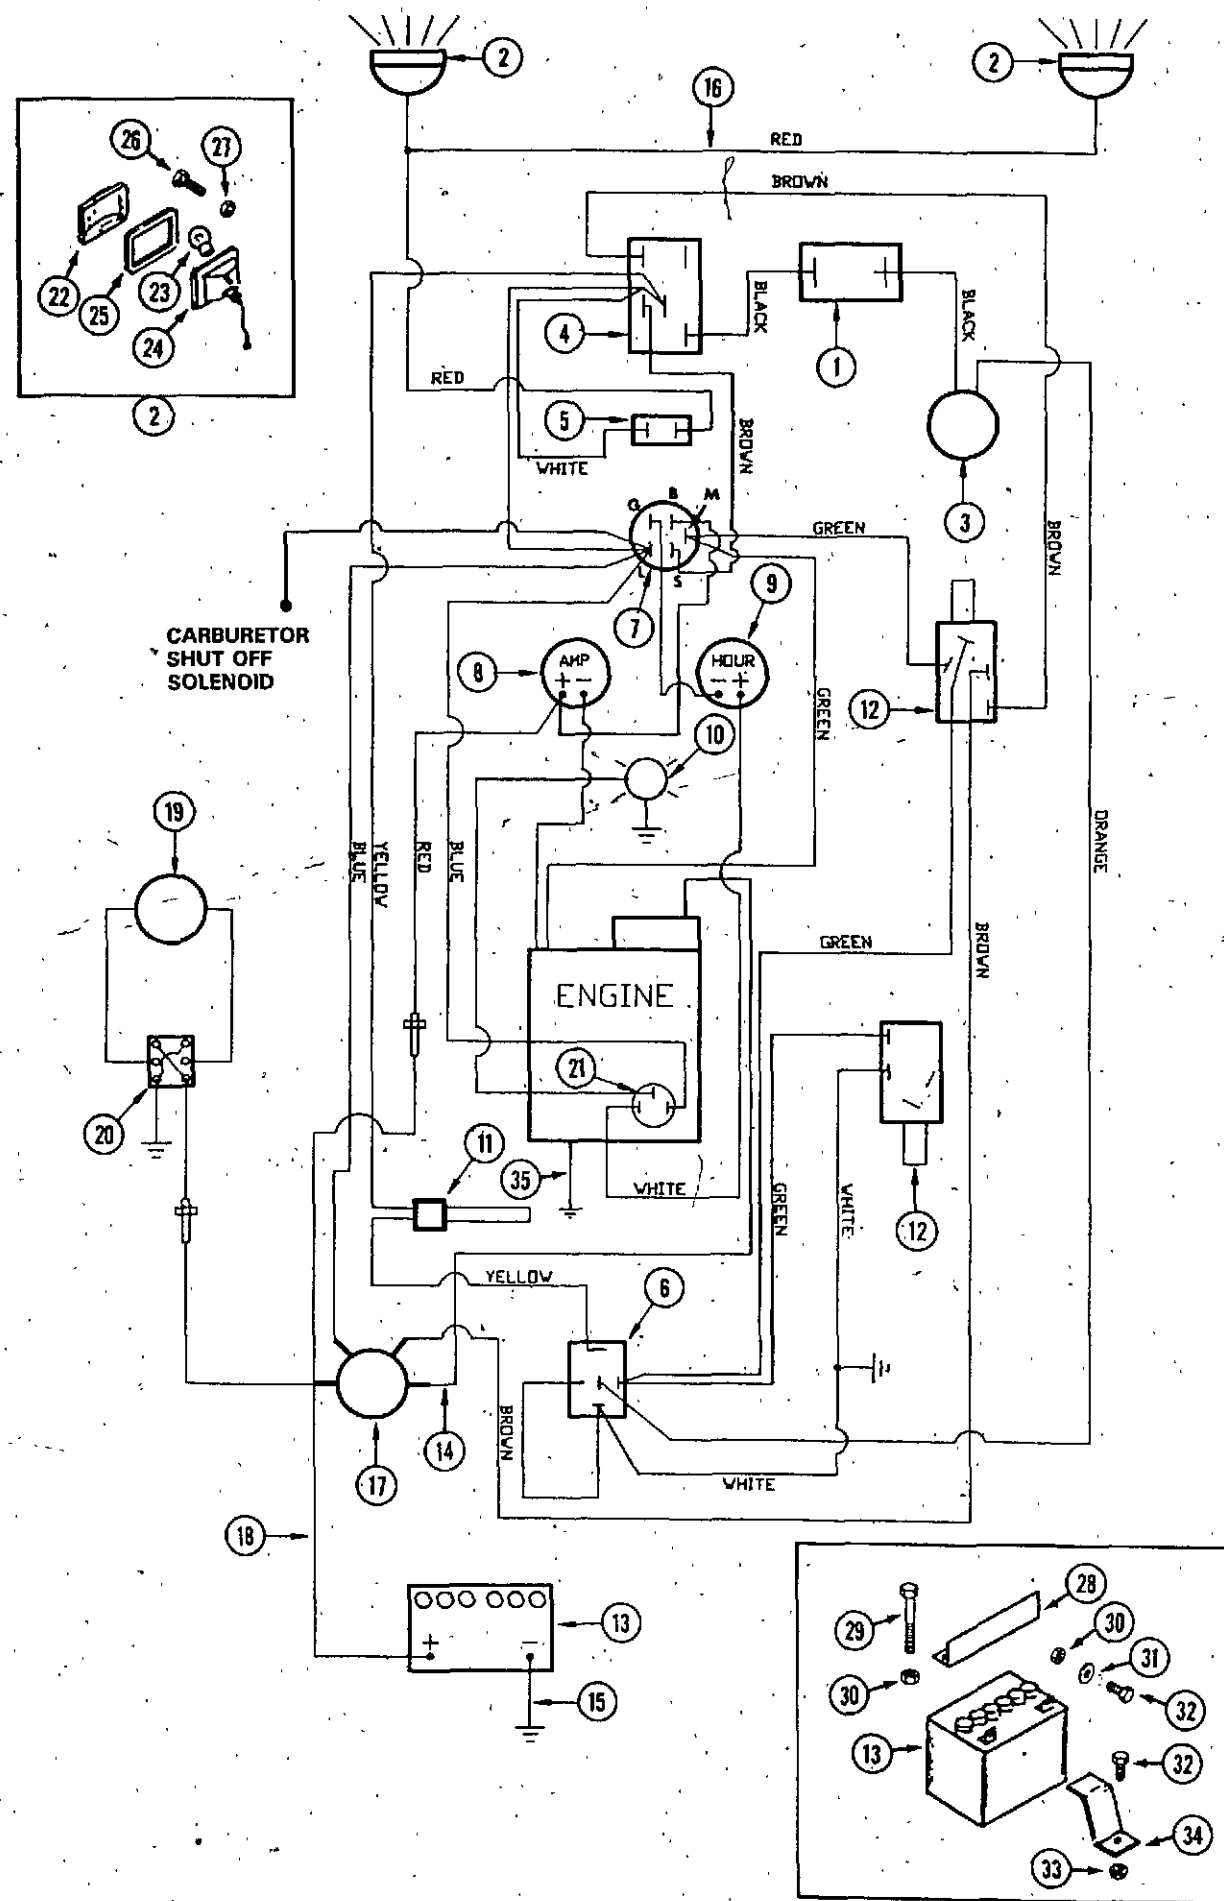 2
2
16
RED
26
27
BROWN
22
25
23
24
2
4
BLACK
1
BLACK
RED
5
WHITE
BROWN
3
G
B
M
L
S
GREEN
BROWN
7
9
CARBURETOR
SHUT OFF
SOLENOID
8
AMP
+ −
HOUR
− +
GREEN
12
10
19
BLUE
YELLOW
RED
BLUE
ORANGE
GREEN
BROWN
ENGINE
21
20
11
35
WHITE
GREEN
WHITE
12
YELLOW
6
BROWN
14
17
WHITE
18
13
+ −
15
28
29
30
30
31
32
13
32
34
33